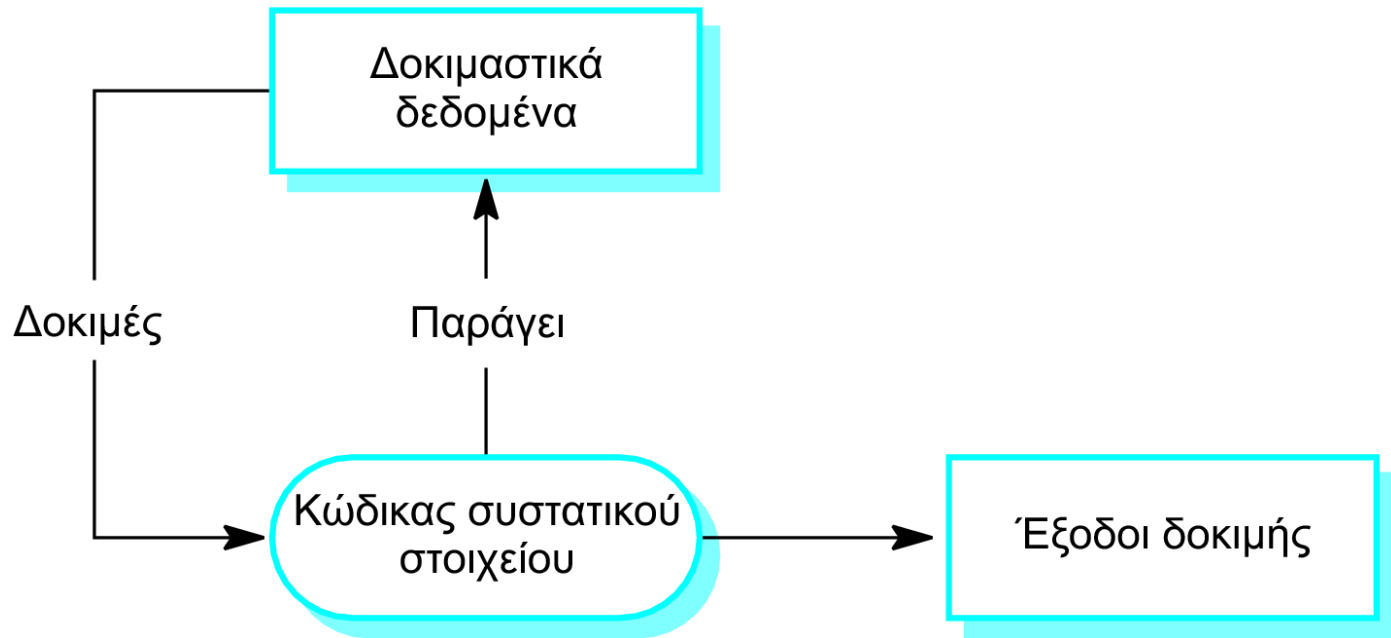 Δοκιμαστικά
δεδομένα
Δοκιμές
Παράγει
Κώδικας συστατικού
στοιχείου
Έξοδοι δοκιμής